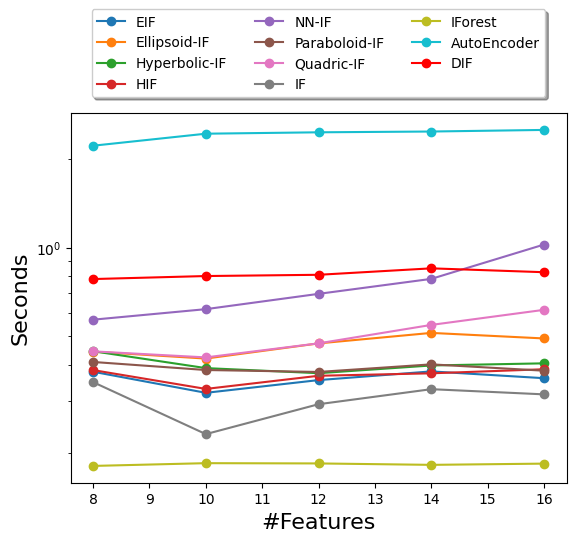 EIF NN-IF IForest
Ellipsoid-IF Paraboloid-IF AutoEncoder
Hyperbolic-IF Quadric-IF DIF
HIF IF
10⁰
Seconds
8 9 10 11 12 13 14 15 16
#Features